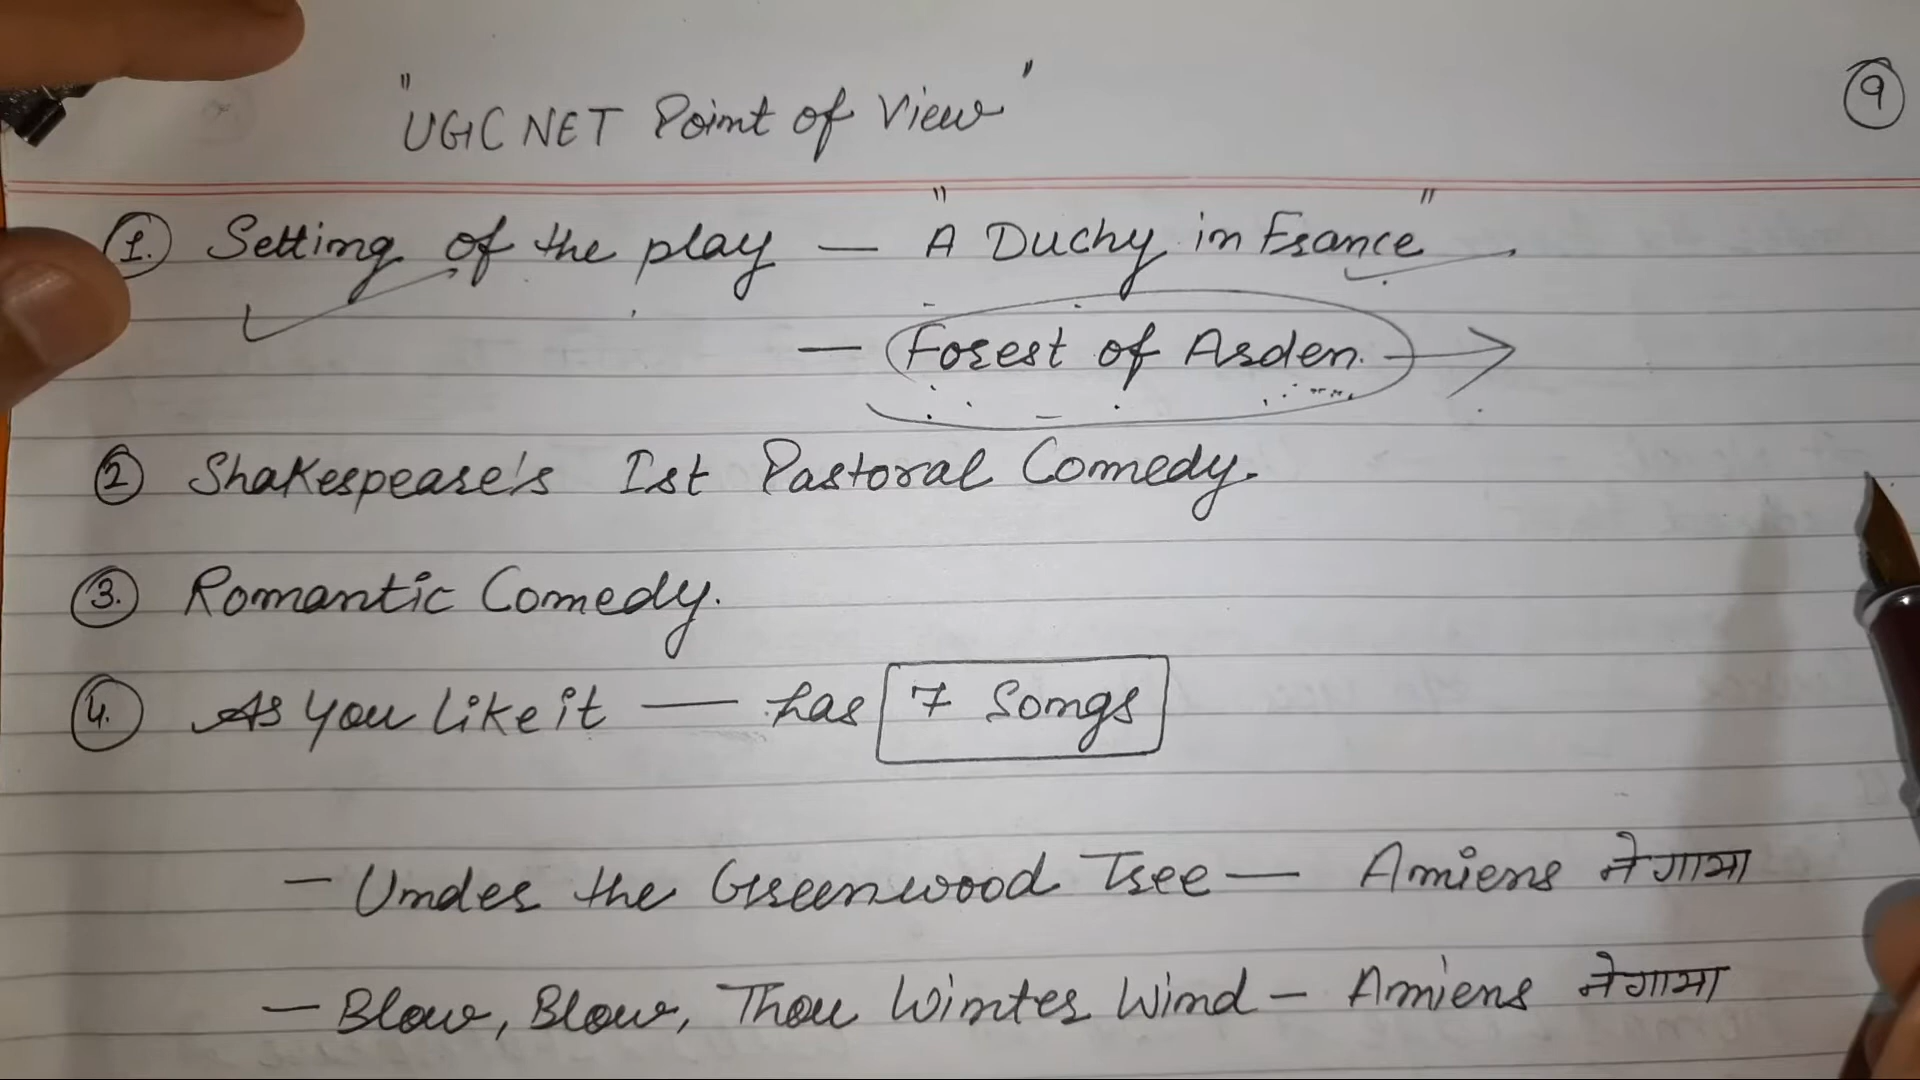 "UGC NET Point of View"
9
1. Setting of the play — "A Duchy in France"
— Forest of Arden.
2 Shakespeare's Ist Pastoral Comedy.
3. Romantic Comedy.
4. As You Like it — has 7 Songs
— Under the Greenwood Tree — Amiens ने गाया
— Blow, Blow, Thou Winter Wind — Amiens ने गाया